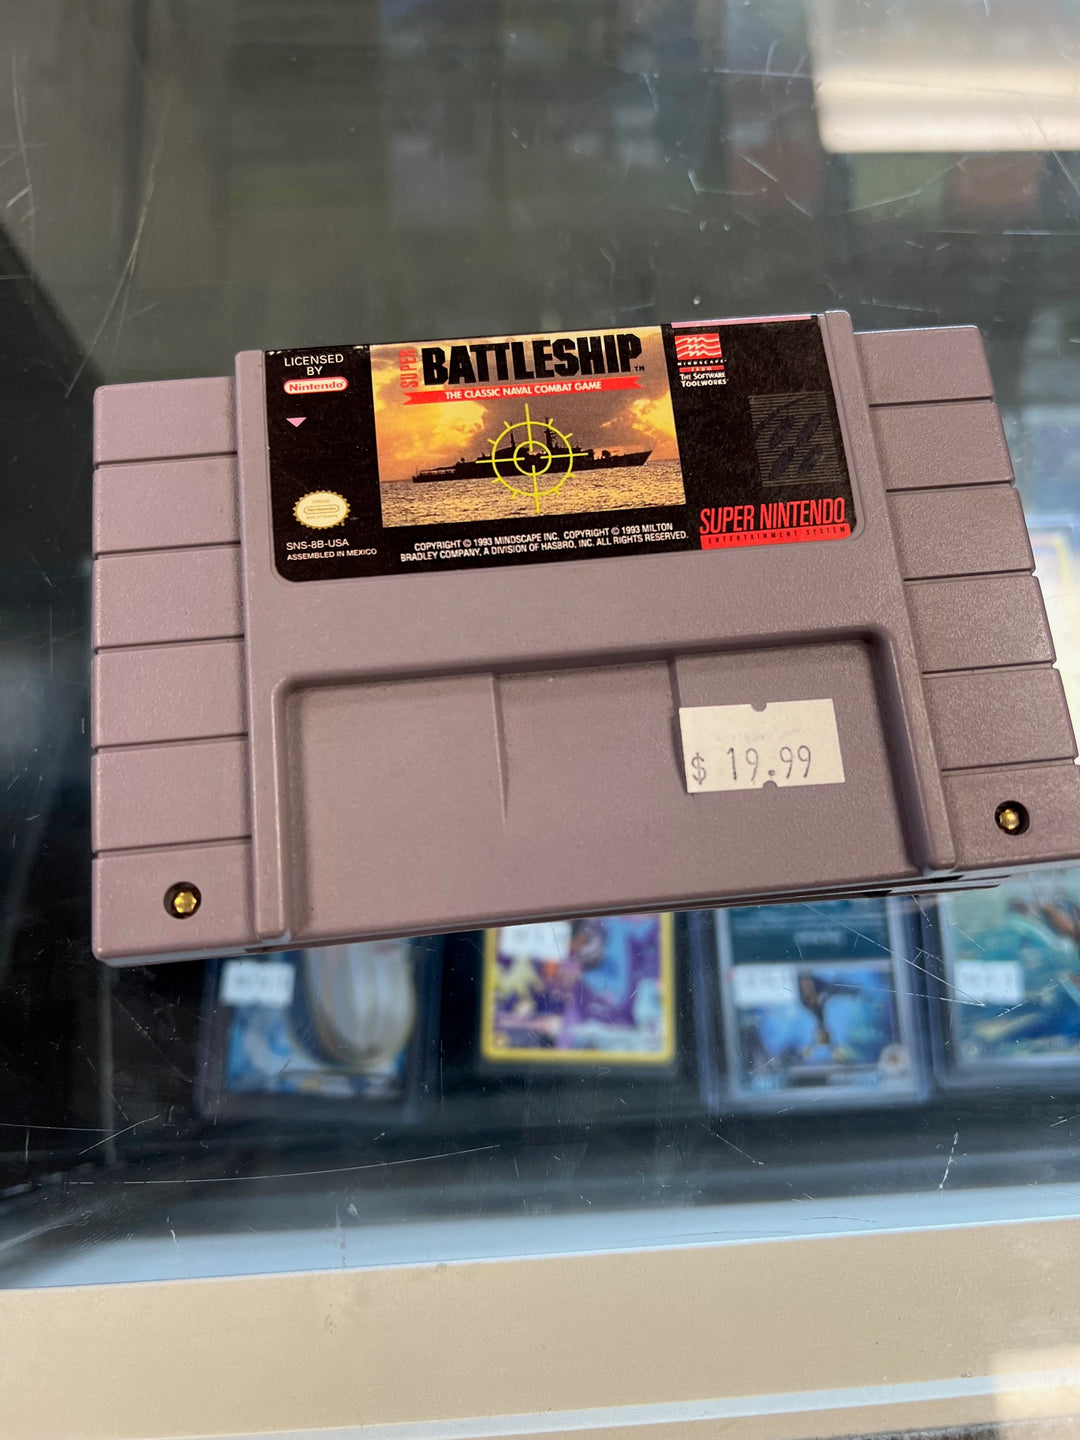 LICENSED
BY
Nintendo
SUPER
BATTLESHIP™
THE CLASSIC NAVAL COMBAT GAME
MINDSCAPE
FROM
THE SOFTWARE
TOOLWORKS
SNS-8B-USA
ASSEMBLED IN MEXICO
COPYRIGHT © 1993 MINDSCAPE INC. COPYRIGHT © 1993 MILTON
BRADLEY COMPANY, A DIVISION OF HASBRO, INC. ALL RIGHTS RESERVED.
SUPER NINTENDO
ENTERTAINMENT SYSTEM
$ 19.99